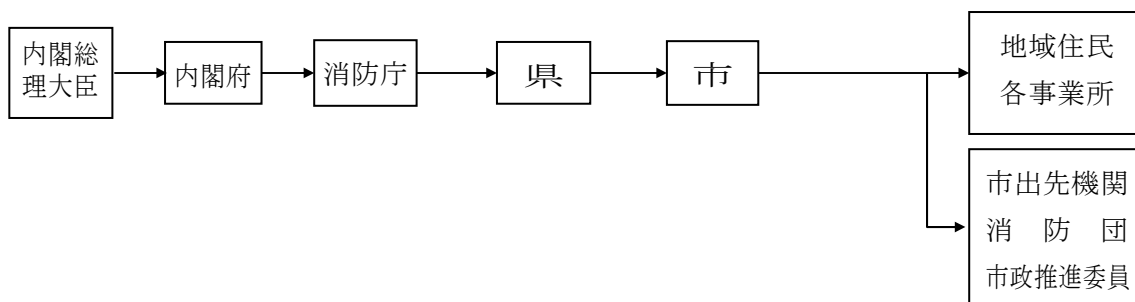 内閣総
理大臣
内閣府
消防庁
県
市
地域住民
各事業所
市出先機関
消防団
市政推進委員